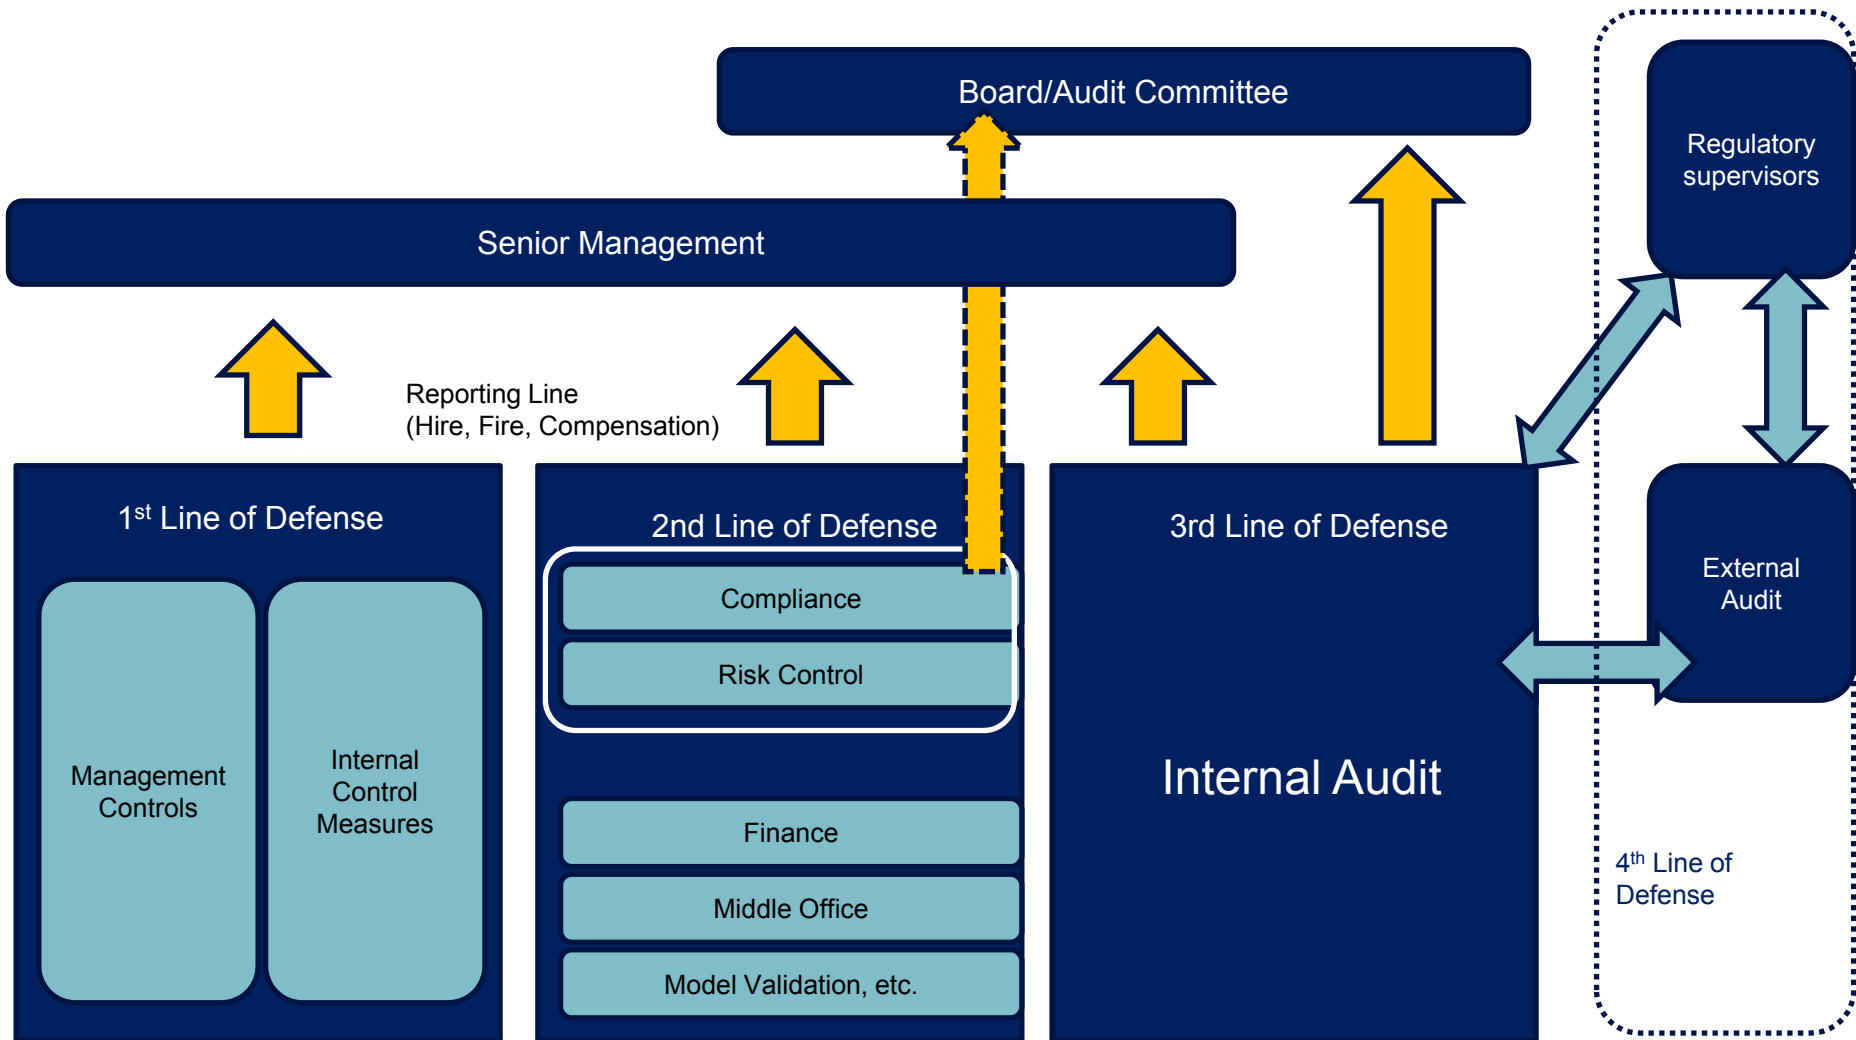 Board/Audit Committee
Regulatory
supervisors
Senior Management
Reporting Line
(Hire, Fire, Compensation)
1st Line of Defense
Management
Controls
Internal
Control
Measures
2nd Line of Defense
Compliance
Risk Control
Finance
Middle Office
Model Validation, etc.
3rd Line of Defense
Internal Audit
External
Audit
4th Line of
Defense